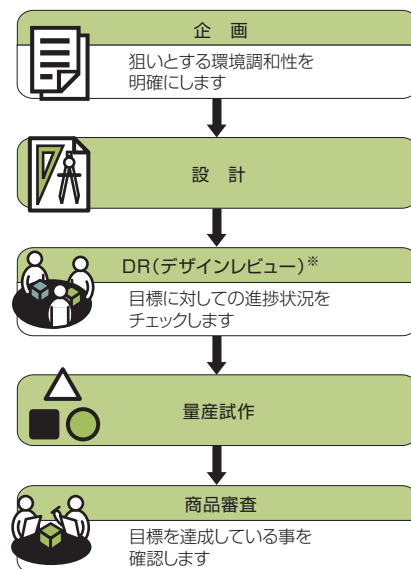 企 画
狙いとする環境調和性を
明確にします
設 計
DR（デザインレビュー）※
目標に対しての進捗状況を
チェックします
量産試作
商品審査
目標を達成している事を
確認します